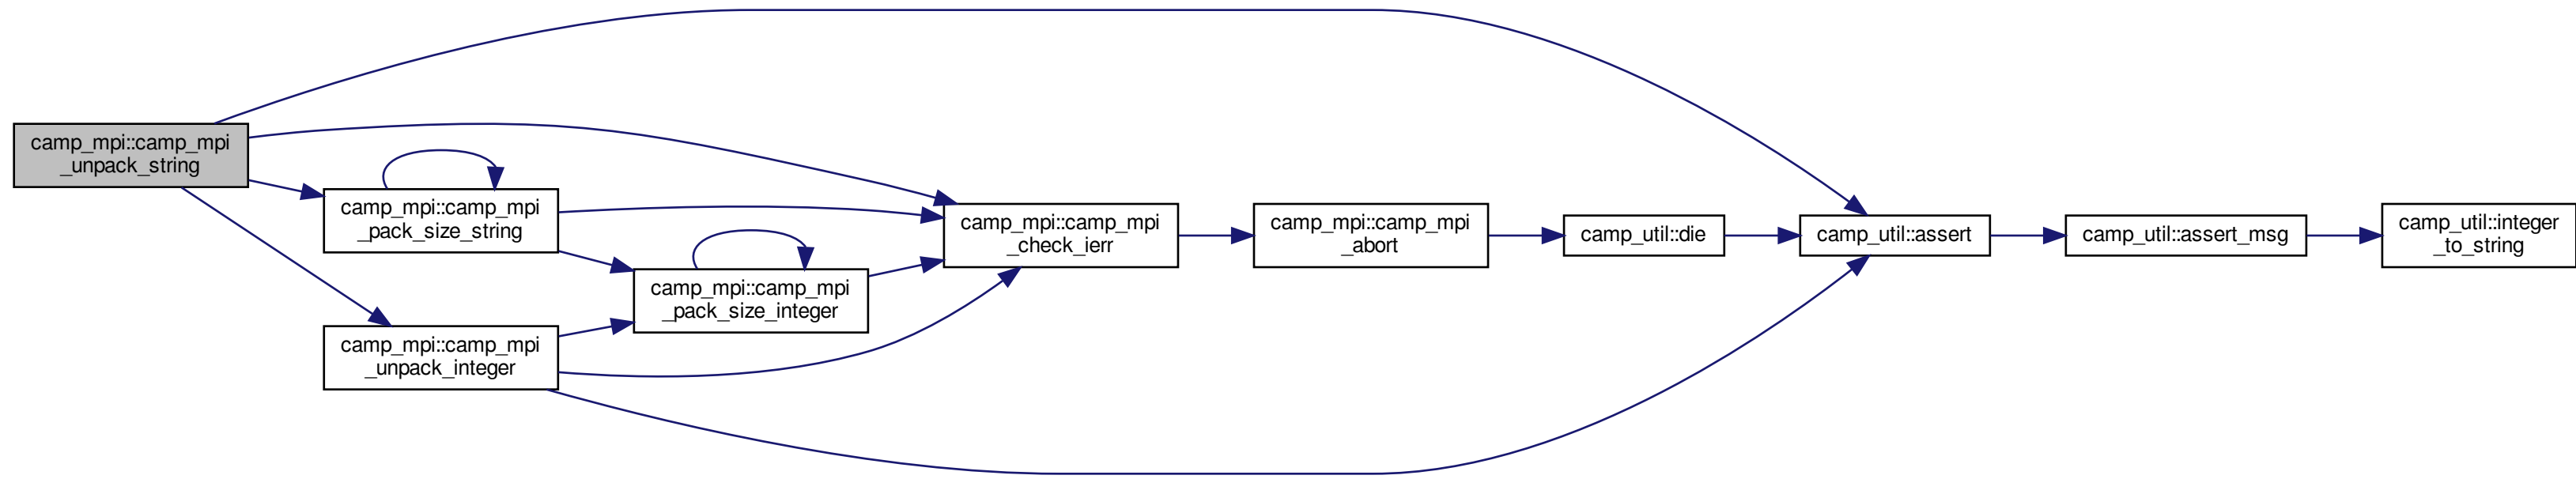 camp_mpi::camp_mpi
_unpack_string
camp_mpi::camp_mpi
_pack_size_string
camp_mpi::camp_mpi
_unpack_integer
camp_mpi::camp_mpi
_pack_size_integer
camp_mpi::camp_mpi
_check_ierr
camp_mpi::camp_mpi
_abort
camp_util::die
camp_util::assert
camp_util::assert_msg
camp_util::integer
_to_string